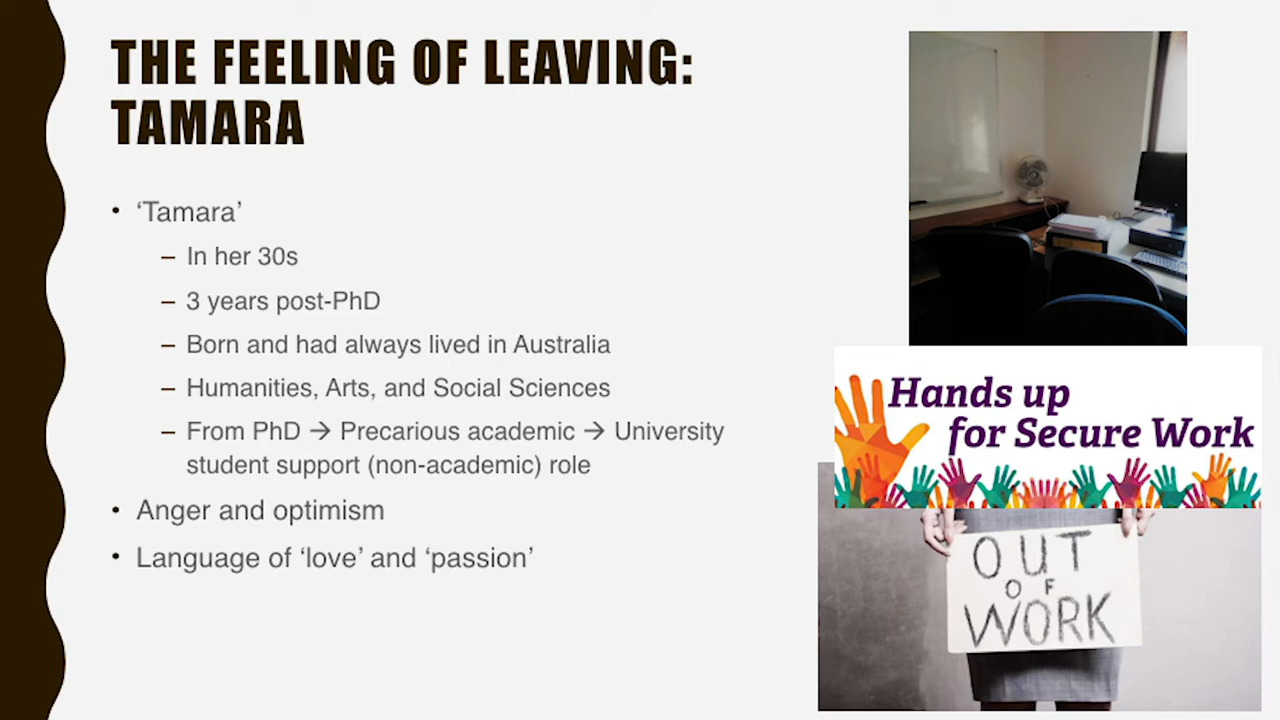 THE FEELING OF LEAVING:
TAMARA
• ‘Tamara’
– In her 30s
– 3 years post-PhD
– Born and had always lived in Australia
– Humanities, Arts, and Social Sciences
– From PhD → Precarious academic → University
student support (non-academic) role
• Anger and optimism
• Language of ‘love’ and ‘passion’
Hands up
for Secure Work
OUT
OF
WORK